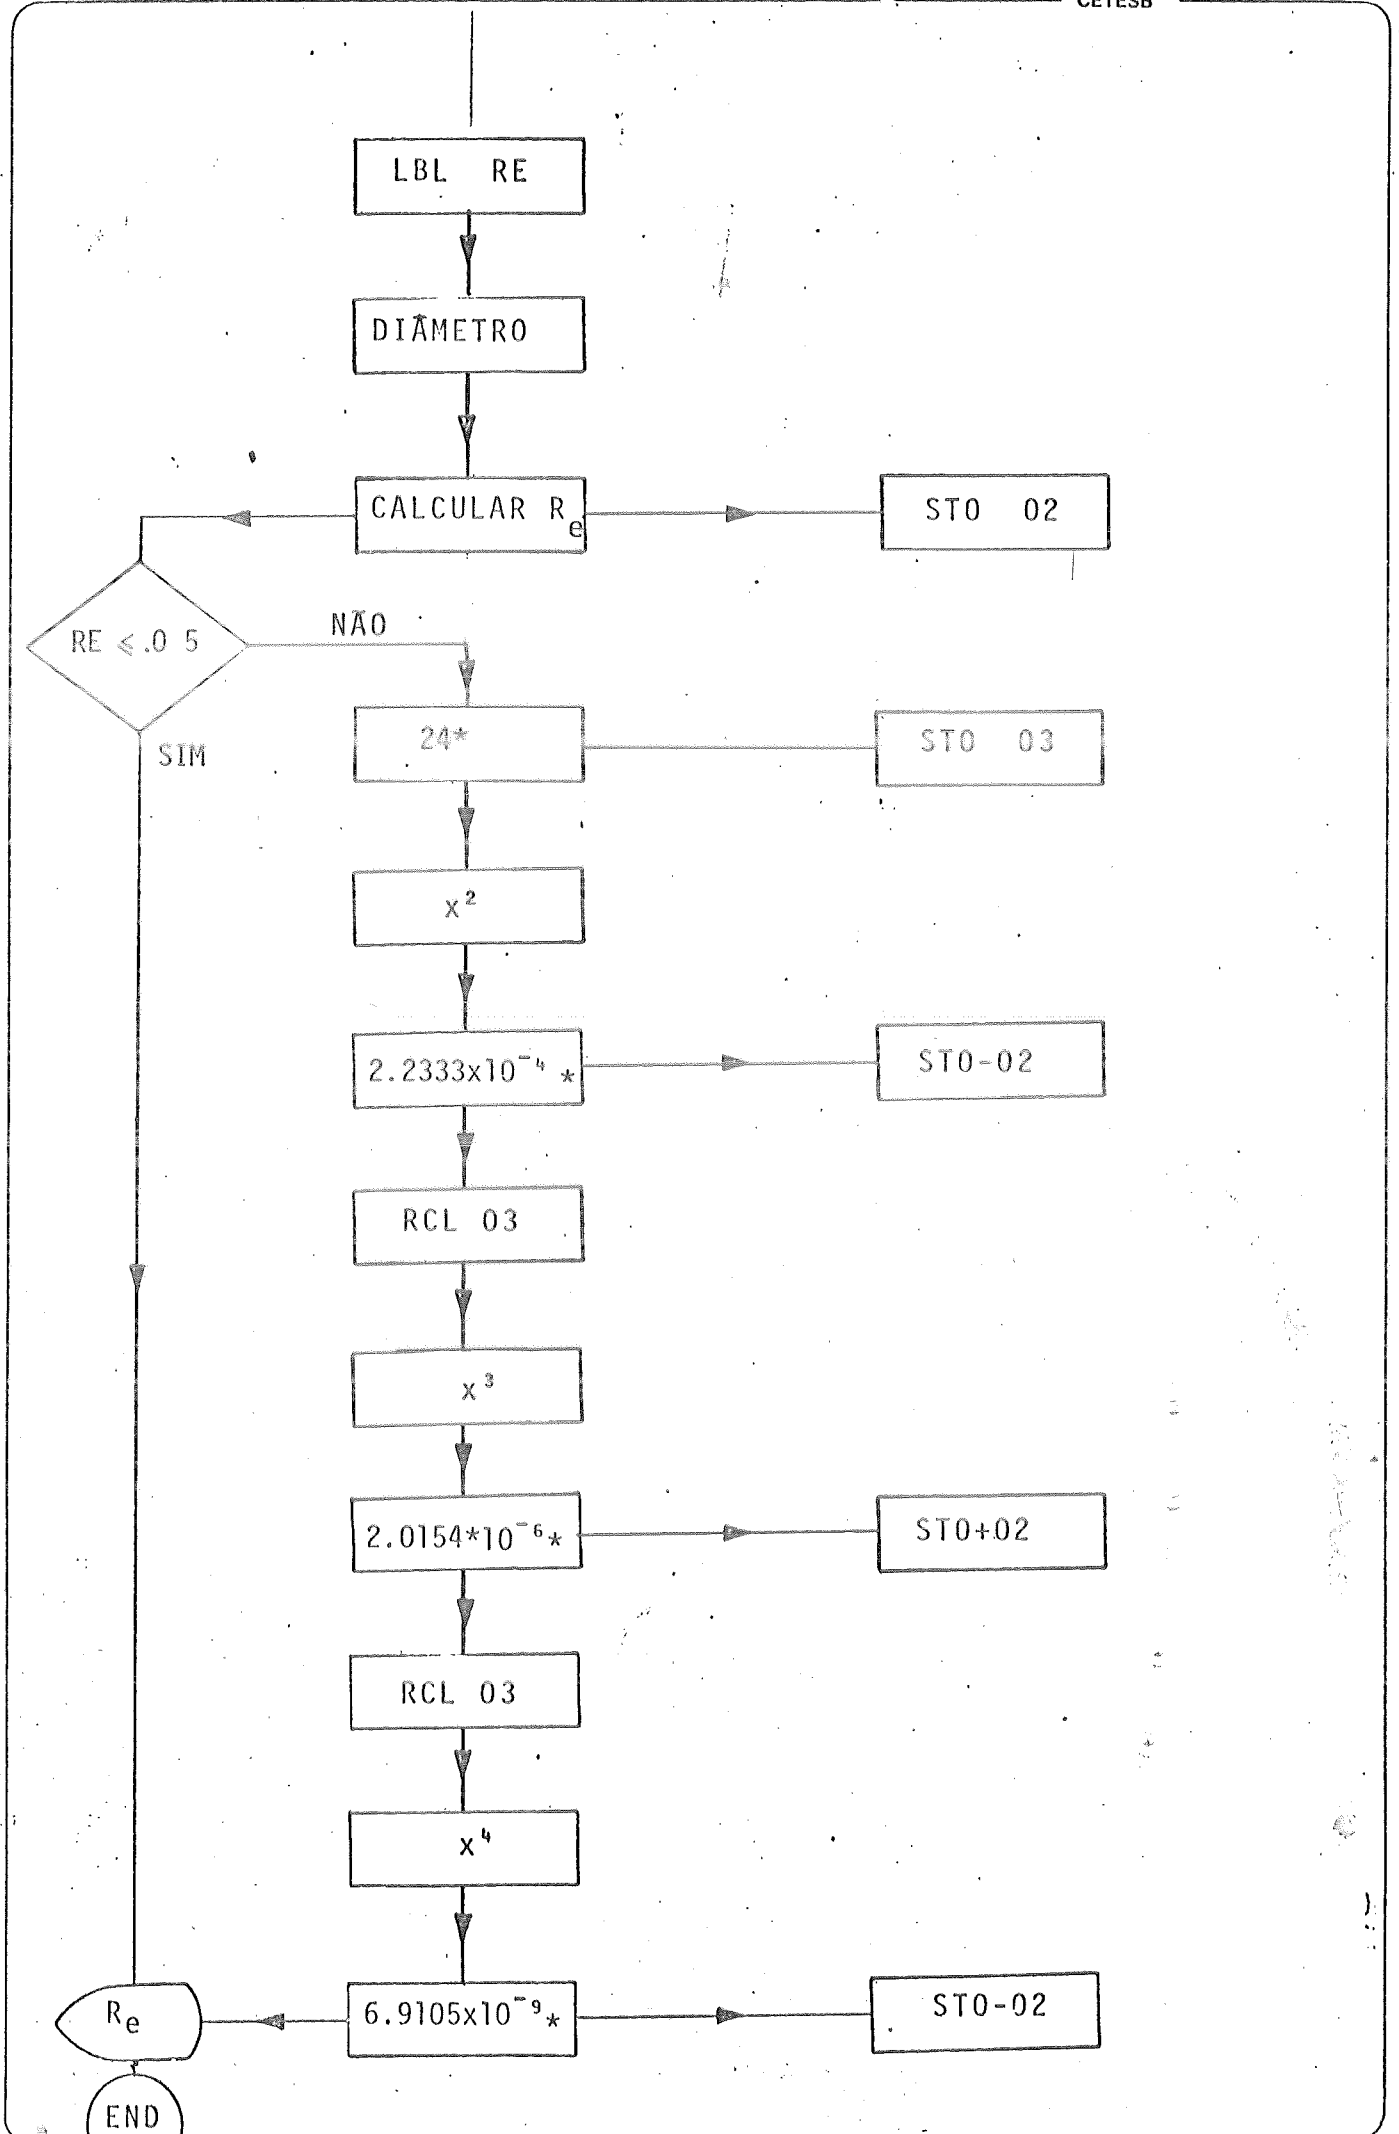 CETESB
LBL RE
DIÂMETRO
CALCULAR Re
STO 02
RE ≤ .0 5
NÃO
SIM
24*
STO 03
x²
2.2333x10⁻⁴ *
STO-02
RCL 03
x³
2.0154*10⁻⁶*
STO+02
RCL 03
x⁴
Re
6.9105x10⁻⁹*
STO-02
END